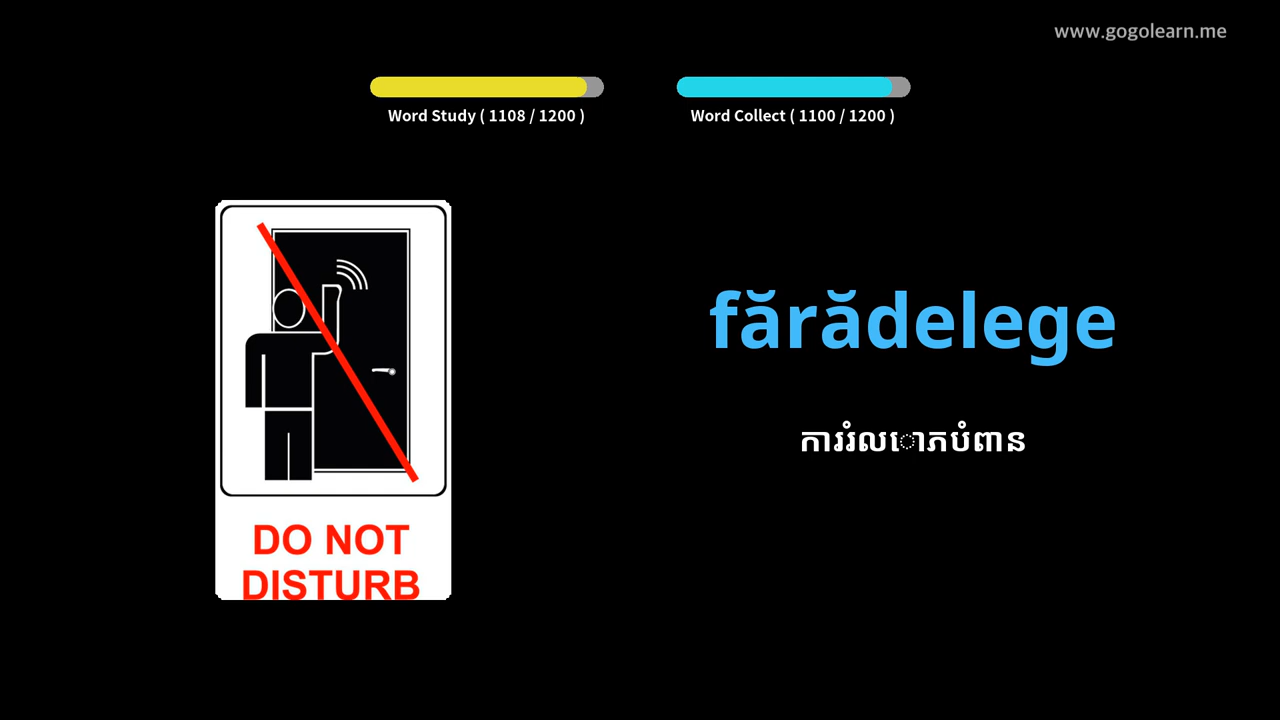 www.gogolearn.me
Word Study ( 1108 / 1200 )
Word Collect ( 1100 / 1200 )
DO NOT
DISTURB
fărădelege
ការរំលោភបំពាន